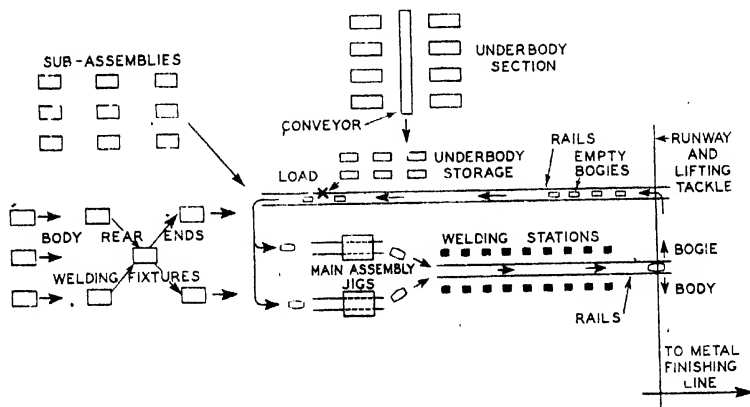 SUB-ASSEMBLIES
UNDERBODY
SECTION
CONVEYOR
UNDERBODY
STORAGE
LOAD
RAILS
EMPTY
BOGIES
RUNWAY
AND
LIFTING
TACKLE
BODY REAR ENDS
WELDING FIXTURES
MAIN ASSEMBLY
JIGS
WELDING STATIONS
BOGIE
BODY
RAILS
TO METAL
FINISHING
LINE